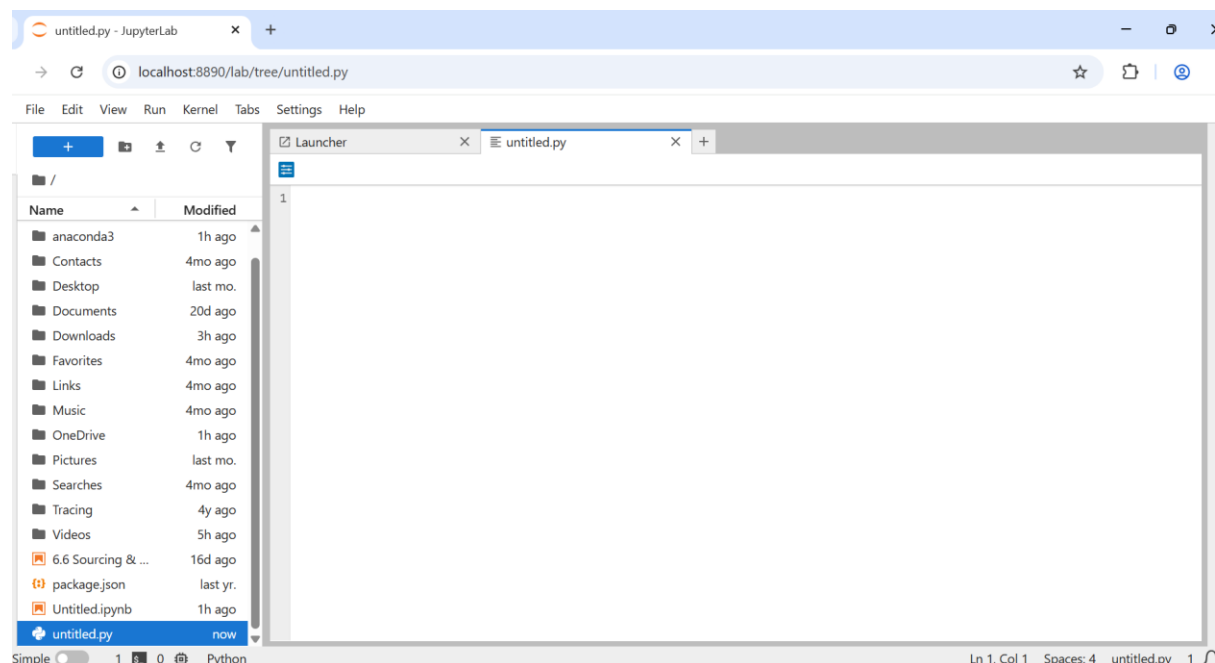 untitled.py - JupyterLab
localhost:8890/lab/tree/untitled.py
File Edit View Run Kernel Tabs Settings Help
Launcher untitled.py
/
Name Modified
1
anaconda3 1h ago
Contacts 4mo ago
Desktop last mo.
Documents 20d ago
Downloads 3h ago
Favorites 4mo ago
Links 4mo ago
Music 4mo ago
OneDrive 1h ago
Pictures last mo.
Searches 4mo ago
Tracing 4y ago
Videos 5h ago
6.6 Sourcing & ... 16d ago
package.json last yr.
Untitled.ipynb 1h ago
untitled.py now
Simple 1 0 Python Ln 1, Col 1 Spaces: 4 untitled.py 1